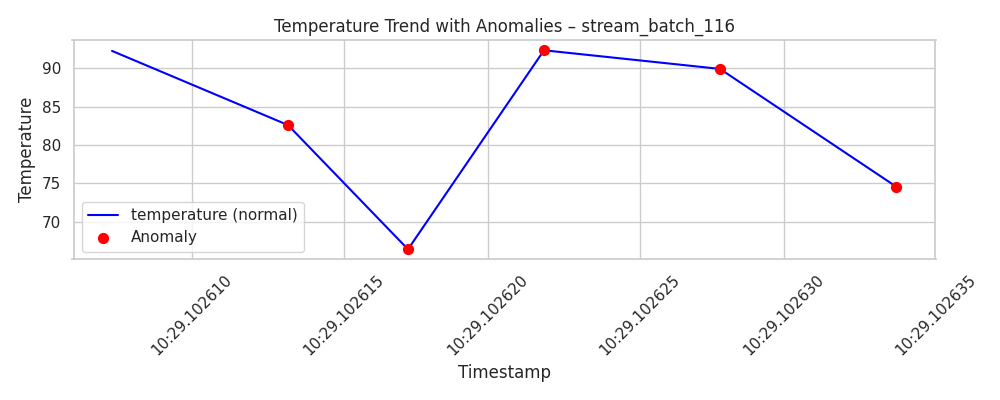 Temperature Trend with Anomalies – stream_batch_116
Temperature
90
85
80
75
70
temperature (normal)
Anomaly
10:29.102610
10:29.102615
10:29.102620
10:29.102625
10:29.102630
10:29.102635
Timestamp